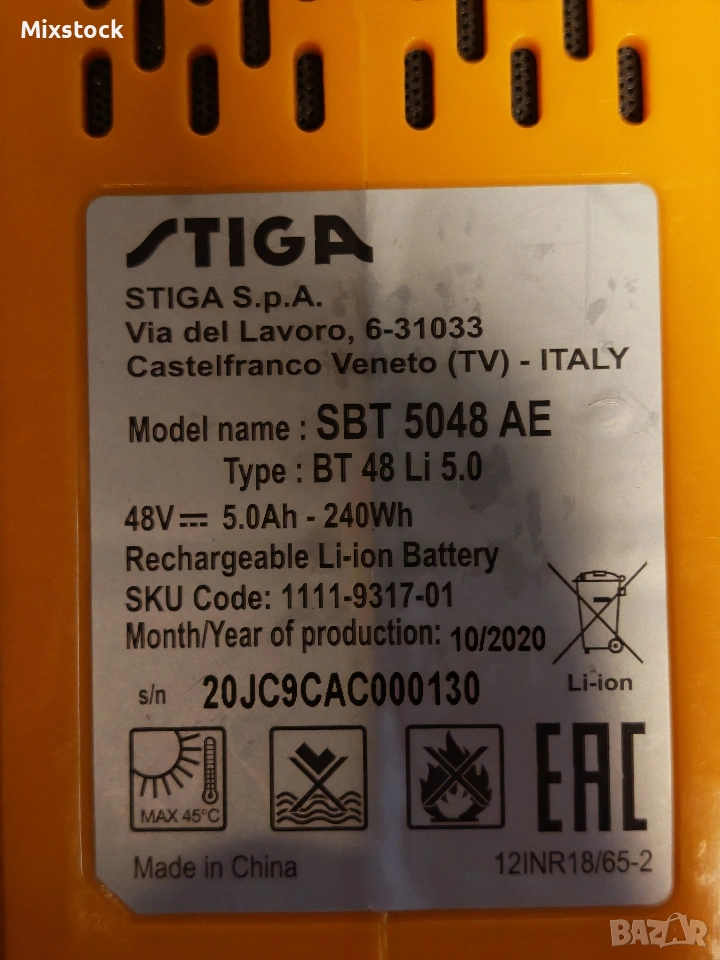 Mixstock
STIGA
STIGA S.p.A.
Via del Lavoro, 6-31033
Castelfranco Veneto (TV) - ITALY
Model name : SBT 5048 AE
Type : BT 48 Li 5.0
48V⎓ 5.0Ah - 240Wh
Rechargeable Li-ion Battery
SKU Code: 1111-9317-01
Month/Year of production: 10/2020
Li-ion
s/n 20JC9CAC000130
MAX 45°C
EAC
Made in China
12INR18/65-2
BAZAR